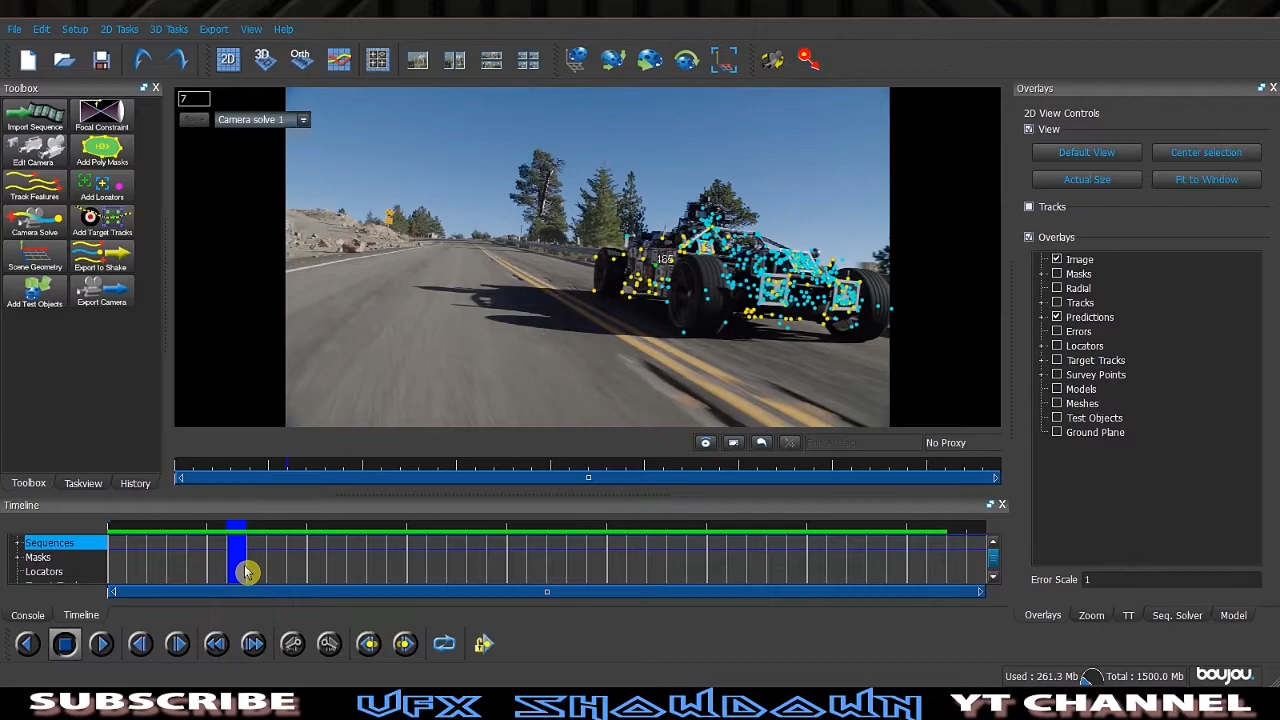 File Edit Setup 2D Tasks 3D Tasks Export View Help
2D 3D Orth
Toolbox
Import Sequence Focal Constraint
Edit Camera Add Poly Masks
Track Features Add Locators
Camera Solve Add Target Tracks
Scene Geometry Export to Shake
Add Test Objects Export Camera
Toolbox Taskview History
7
Camera solve 1
185
No Proxy
Overlays
2D View Controls
View
Default View Center selection
Actual Size Fit to Window
Tracks
Overlays
Image
Masks
Radial
Tracks
Predictions
Errors
Locators
Target Tracks
Survey Points
Models
Meshes
Test Objects
Ground Plane
Error Scale 1
Overlays Zoom TT Seq. Solver Model
Timeline
Sequences
Masks
Locators
Console Timeline
Used : 261.3 Mb Total : 1500.0 Mb boujou.
SUBSCRIBE VFX SHOWDOWN YT CHANNEL